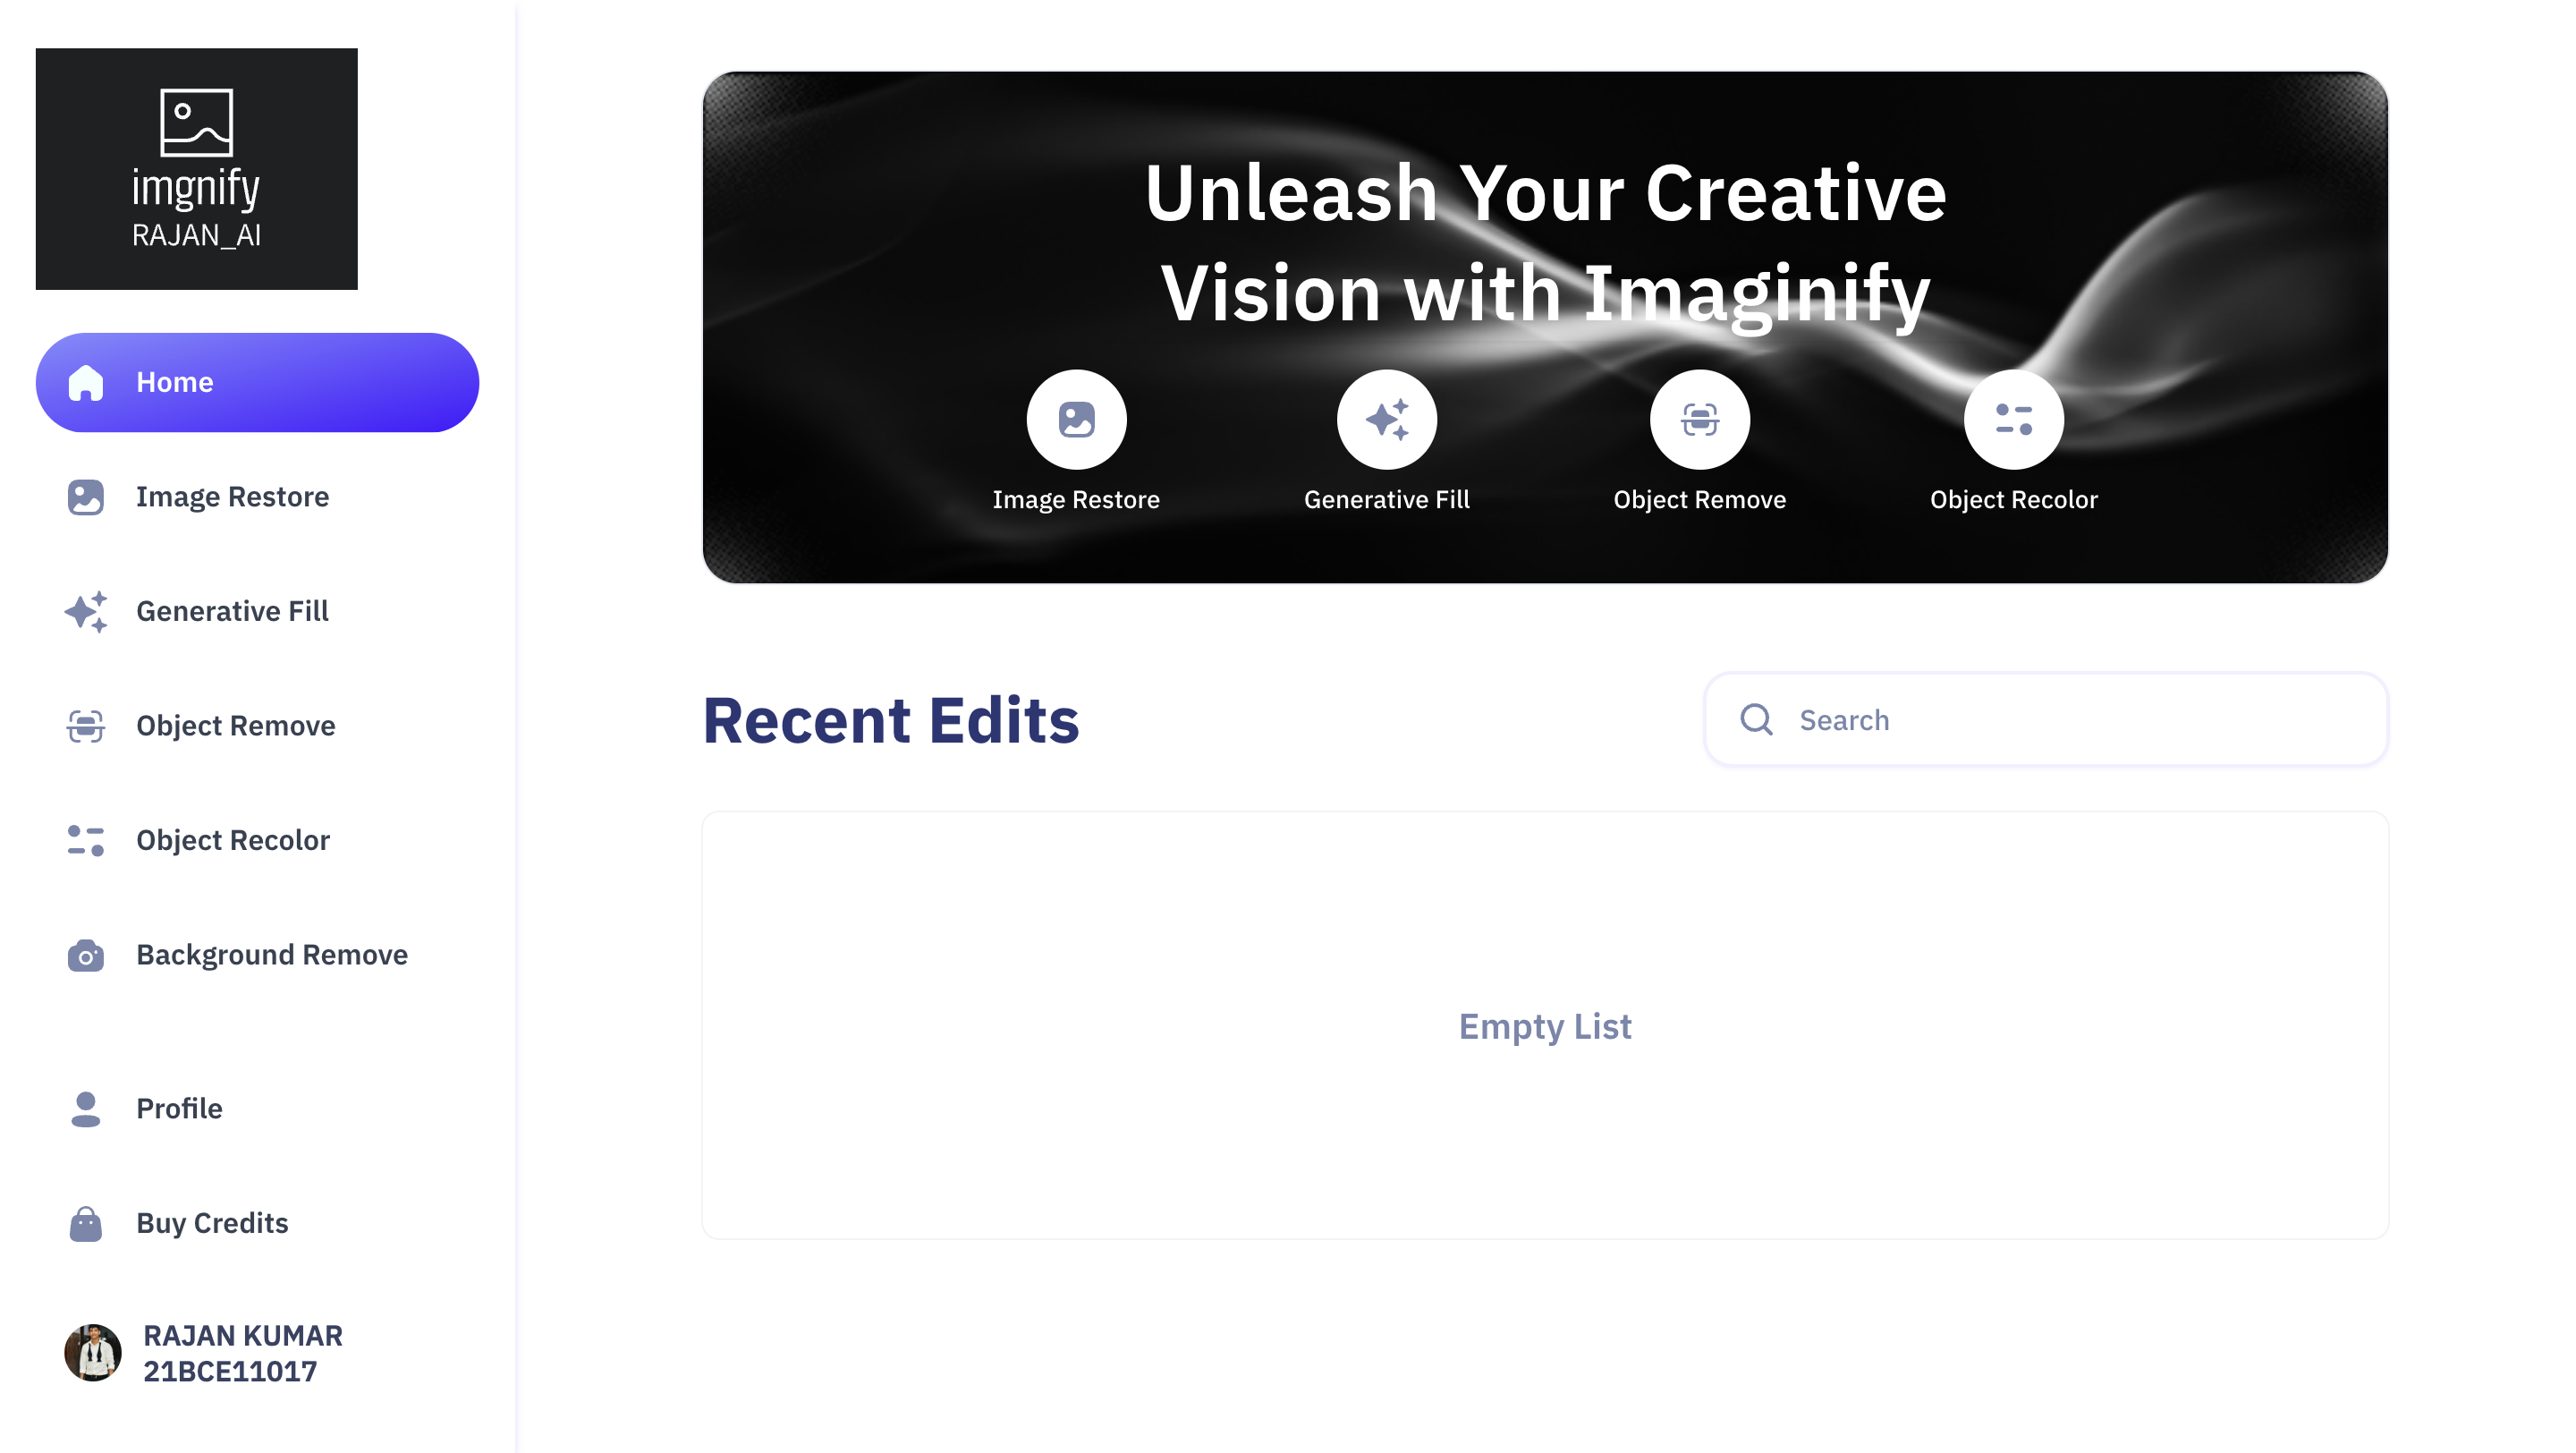 imgnify
RAJAN_AI
Home
Image Restore
Generative Fill
Object Remove
Object Recolor
Background Remove
Profile
Buy Credits
RAJAN KUMAR
21BCE11017
Unleash Your Creative
Vision with Imaginify
Image Restore
Generative Fill
Object Remove
Object Recolor
Recent Edits
Search
Empty List